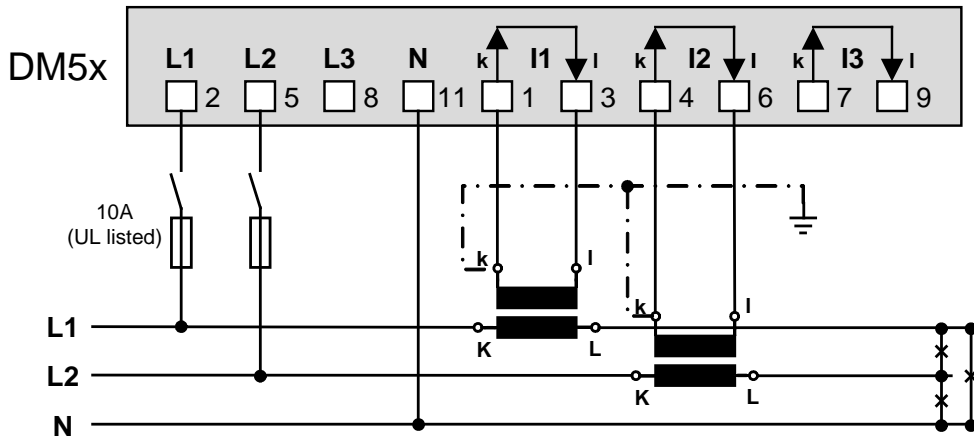 L1 L2 L3 N k I1 l k I2 l k I3 l
DM5x
2 5 8 11 1 3 4 6 7 9
10A
(UL listed)
k l
k l
L1
K L
L2
K L
N